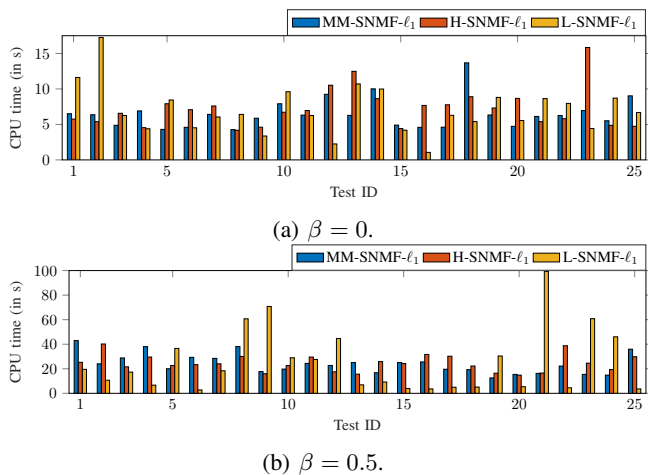 MM-SNMF-ℓ1 H-SNMF-ℓ1 L-SNMF-ℓ1
CPU time (in s)
15
10
5
0
1 5 10 15 20 25
Test ID
(a) β = 0.
MM-SNMF-ℓ1 H-SNMF-ℓ1 L-SNMF-ℓ1
CPU time (in s)
100
80
60
40
20
0
1 5 10 15 20 25
Test ID
(b) β = 0.5.